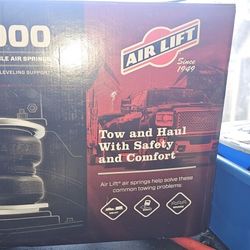 000
LE AIR SPRINGS
LEVELING SUPPORT
AIR LIFT
Since
1949
Tow and Haul
With Safety
and Comfort
Air Lift® air springs help solve these
common towing problems: